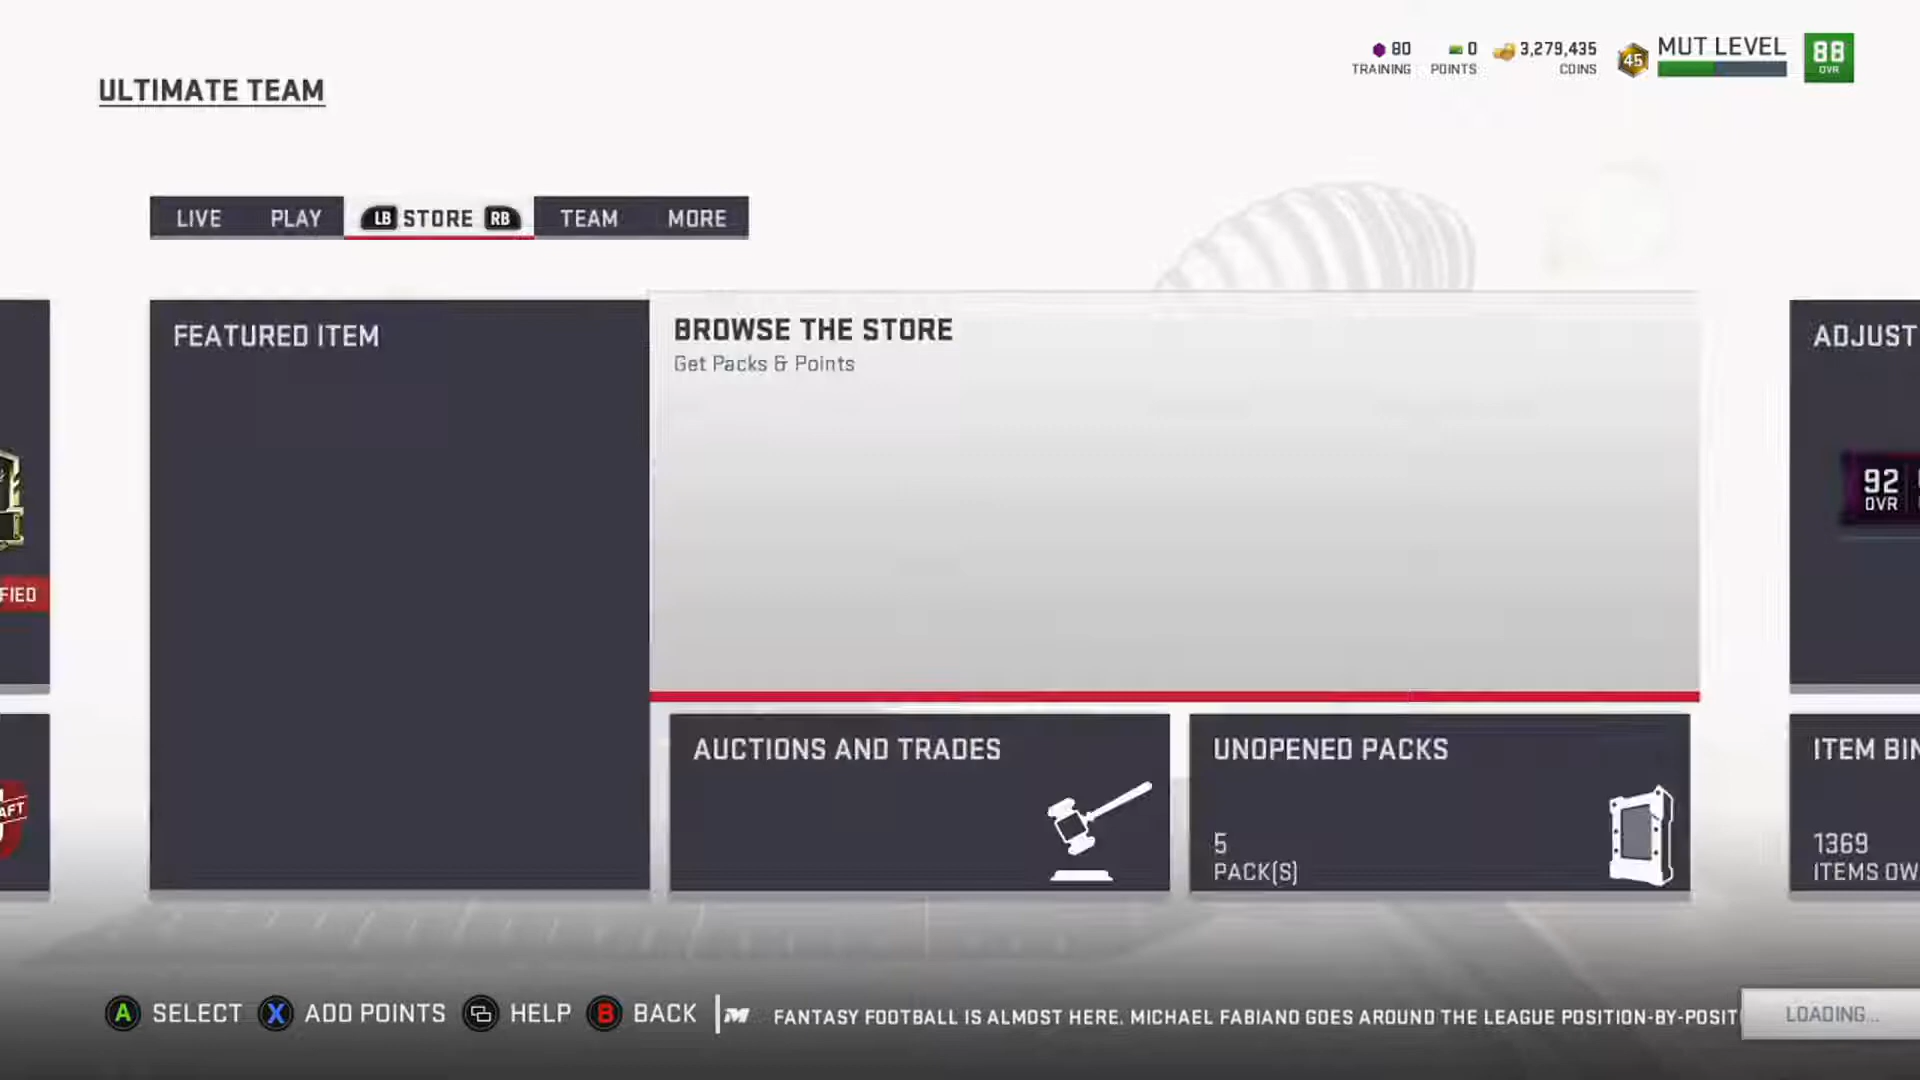 80
TRAINING
0
POINTS
3,279,435
COINS
45
MUT LEVEL
88
OVR
ULTIMATE TEAM
LIVE
PLAY
LB STORE RB
TEAM
MORE
FEATURED ITEM
BROWSE THE STORE
Get Packs & Points
ADJUST
92
OVR
FIED
AUCTIONS AND TRADES
UNOPENED PACKS
5
PACK(S)
ITEM BIN
1369
ITEMS OW
AFT
A SELECT
X ADD POINTS
HELP
B BACK
FANTASY FOOTBALL IS ALMOST HERE. MICHAEL FABIANO GOES AROUND THE LEAGUE POSITION-BY-POSIT
LOADING...